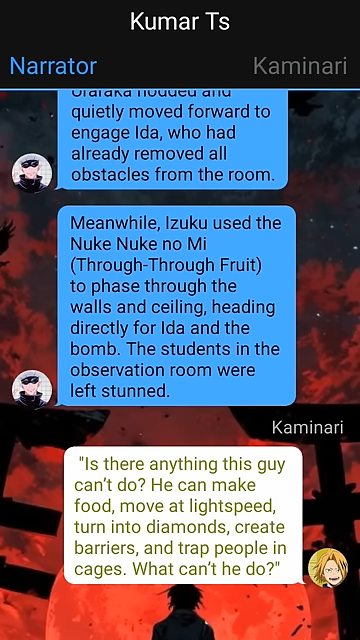 Kumar Ts
Narrator
Kaminari
Uraraka nodded and
quietly moved forward to
engage Ida, who had
already removed all
obstacles from the room.
Meanwhile, Izuku used the
Nuke Nuke no Mi
(Through-Through Fruit)
to phase through the
walls and ceiling, heading
directly for Ida and the
bomb. The students in the
observation room were
left stunned.
Kaminari
"Is there anything this guy
can't do? He can make
food, move at lightspeed,
turn into diamonds, create
barriers, and trap people in
cages. What can't he do?"